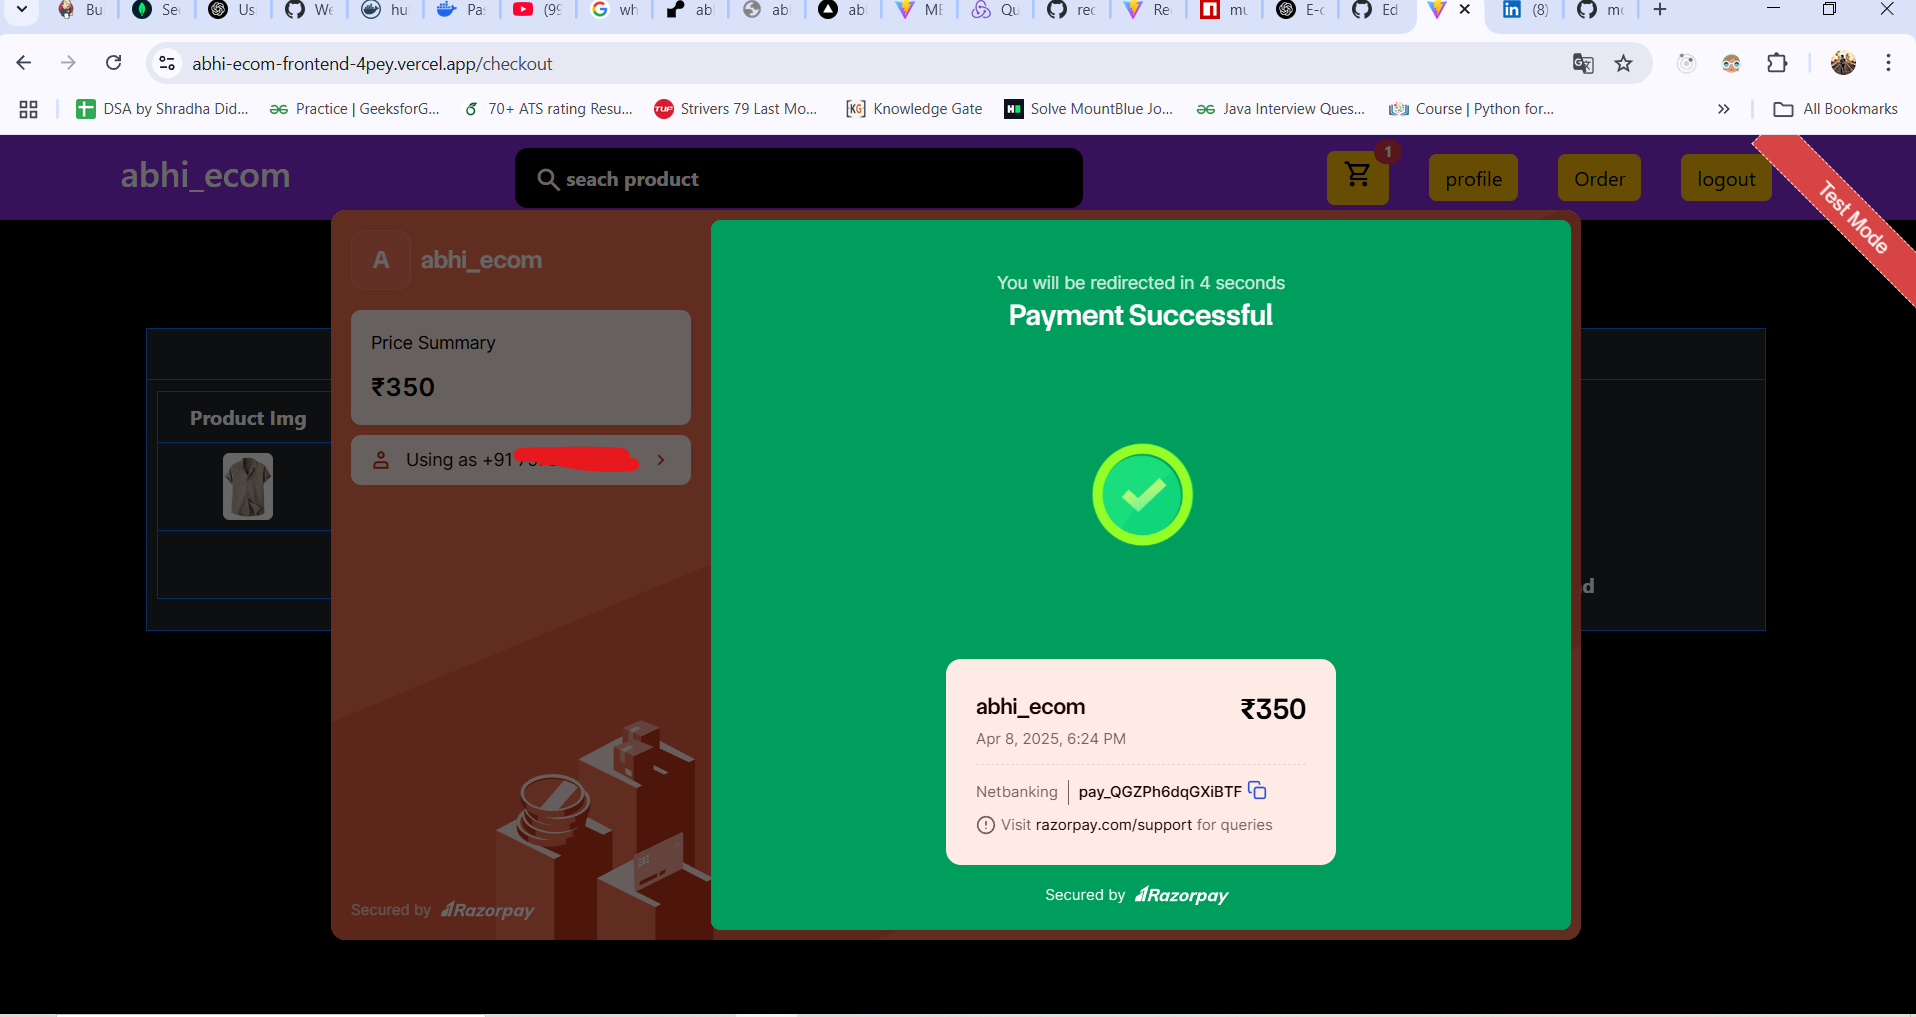 Bu
Se
Us
We
hu
Pa
(99
wh
abl
ab
ab
ME
Qu
rec
Re
mu
E-c
Ed
(8)
mo
abhi-ecom-frontend-4pey.vercel.app/checkout
DSA by Shradha Did...
Practice | GeeksforG...
70+ ATS rating Resu...
Strivers 79 Last Mo...
Knowledge Gate
Solve MountBlue Jo...
Java Interview Ques...
Course | Python for...
All Bookmarks
abhi_ecom
seach product
1
profile
Order
logout
Test Mode
A
abhi_ecom
Price Summary
₹350
Using as +91
Product Img
Secured by Razorpay
You will be redirected in 4 seconds
Payment Successful
abhi_ecom
₹350
Apr 8, 2025, 6:24 PM
Netbanking | pay_QGZPh6dqGXiBTF
Visit razorpay.com/support for queries
Secured by Razorpay